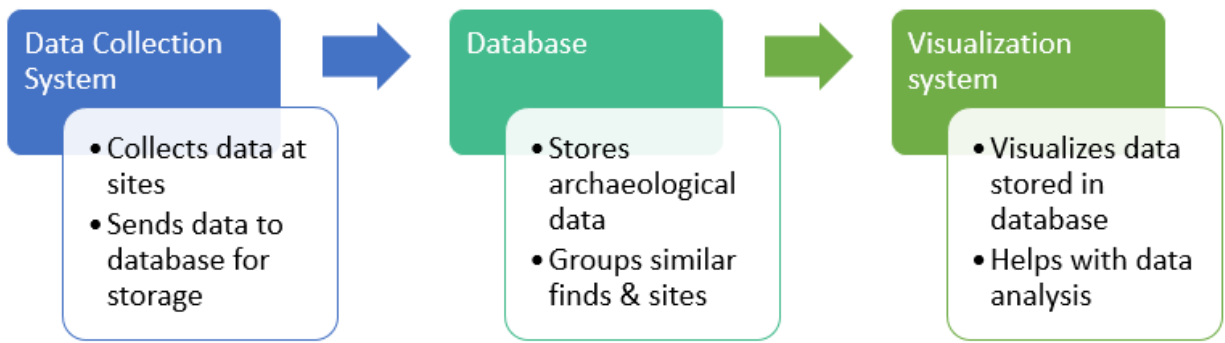 Data Collection
System
• Collects data at
sites
• Sends data to
database for
storage
Database
• Stores
archaeological
data
• Groups similar
finds & sites
Visualization
system
• Visualizes data
stored in
database
• Helps with data
analysis